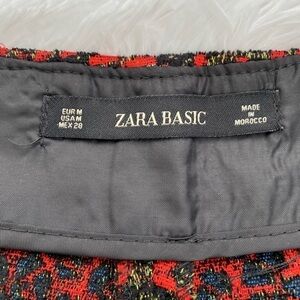 EUR M
USA M
MEX 28
ZARA BASIC
MADE
IN
MOROCCO